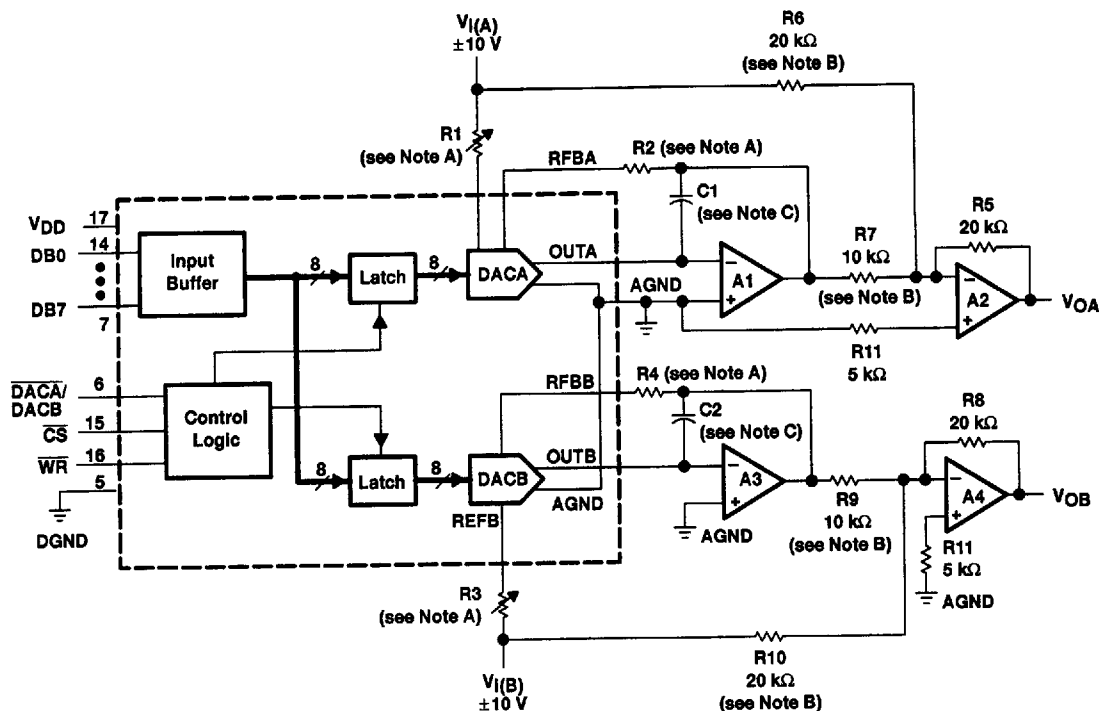 VI(A)
±10 V
R6
20 kΩ
(see Note B)
R1
(see Note A)
RFBA
R2 (see Note A)
C1
(see Note C)
R5
20 kΩ
VDD
17
DB0
14
DB7
7
Input
Buffer
8
Latch
8
DACA
OUTA
AGND
−
+
A1
R7
10 kΩ
(see Note B)
−
+
A2
VOA
R11
5 kΩ
DACA/
DACB
6
CS
15
WR
16
5
DGND
Control
Logic
RFBB
R4 (see Note A)
C2
(see Note C)
R8
20 kΩ
8
Latch
8
DACB
OUTB
AGND
REFB
−
+
A3
AGND
R9
10 kΩ
(see Note B)
−
+
A4
VOB
R11
5 kΩ
AGND
R3
(see Note A)
R10
20 kΩ
(see Note B)
VI(B)
±10 V